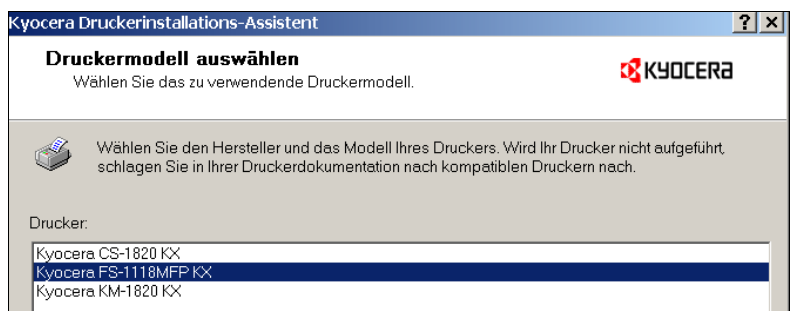 Kyocera Druckerinstallations-Assistent
Druckermodell auswählen
Wählen Sie das zu verwendende Druckermodell.
KYOCERA
Wählen Sie den Hersteller und das Modell Ihres Druckers. Wird Ihr Drucker nicht aufgeführt,
schlagen Sie in Ihrer Druckerdokumentation nach kompatiblen Druckern nach.
Drucker:
Kyocera CS-1820 KX
Kyocera FS-1118MFP KX
Kyocera KM-1820 KX